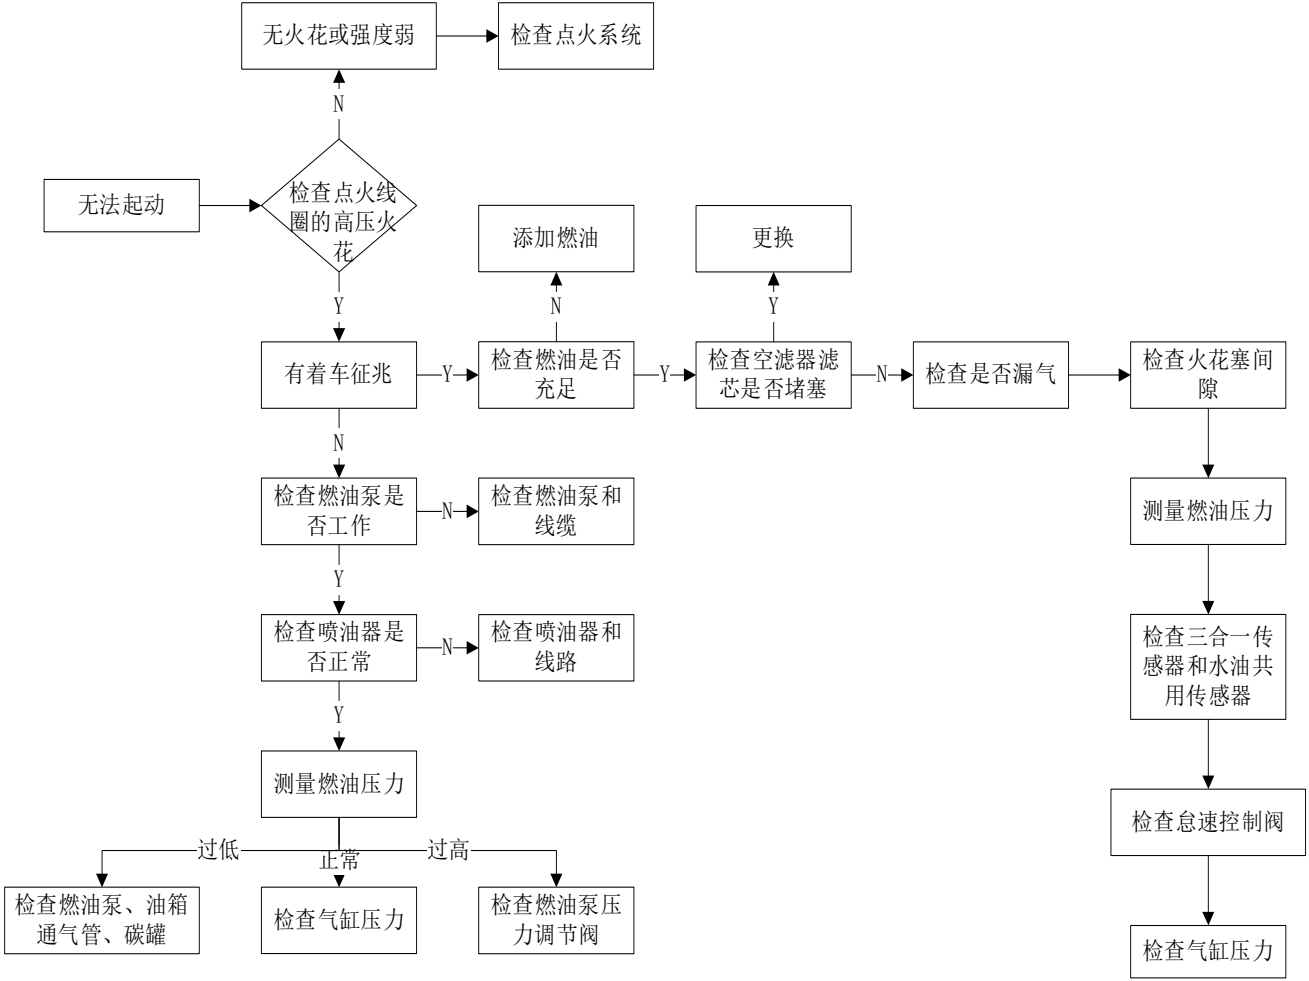 无火花或强度弱
检查点火系统
N
无法起动
检查点火线
圈的高压火
花
添加燃油
更换
Y
N
Y
有着车征兆
Y
检查燃油是否
充足
Y
检查空滤器滤
芯是否堵塞
N
检查是否漏气
检查火花塞间
隙
N
检查燃油泵是
否工作
N
检查燃油泵和
线缆
测量燃油压力
Y
检查喷油器是
否正常
N
检查喷油器和
线路
检查三合一传
感器和水油共
用传感器
Y
测量燃油压力
检查怠速控制阀
过低
正常
过高
检查燃油泵、油箱
通气管、碳罐
检查气缸压力
检查燃油泵压
力调节阀
检查气缸压力